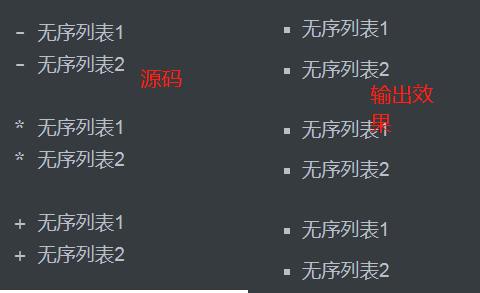 - 无序列表1
- 无序列表2
源码
* 无序列表1
* 无序列表2
+ 无序列表1
+ 无序列表2
▪ 无序列表1
▪ 无序列表2
输出效
果
▪ 无序列表1
▪ 无序列表2
▪ 无序列表1
▪ 无序列表2